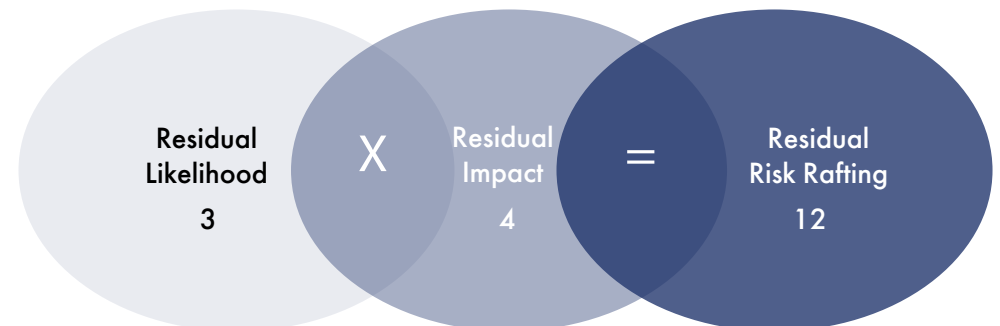 Residual
Likelihood
3
X
Residual
Impact
4
=
Residual
Risk Rafting
12